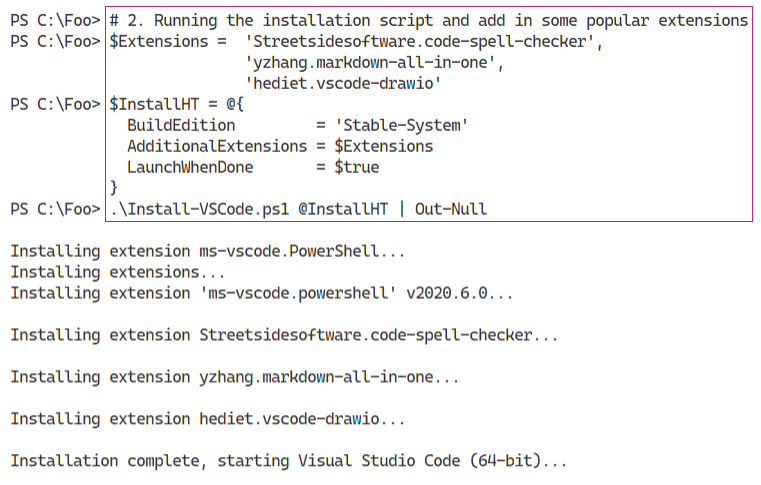 PS C:\Foo> # 2. Running the installation script and add in some popular extensions
PS C:\Foo> $Extensions =  'Streetsidesoftware.code-spell-checker',
                          'yzhang.markdown-all-in-one',
                          'hediet.vscode-drawio'
PS C:\Foo> $InstallHT = @{
             BuildEdition         = 'Stable-System'
             AdditionalExtensions = $Extensions
             LaunchWhenDone       = $true
           }
PS C:\Foo> .\Install-VSCode.ps1 @InstallHT | Out-Null
Installing extension ms-vscode.PowerShell...
Installing extensions...
Installing extension 'ms-vscode.powershell' v2020.6.0...
Installing extension Streetsidesoftware.code-spell-checker...
Installing extension yzhang.markdown-all-in-one...
Installing extension hediet.vscode-drawio...
Installation complete, starting Visual Studio Code (64-bit)...